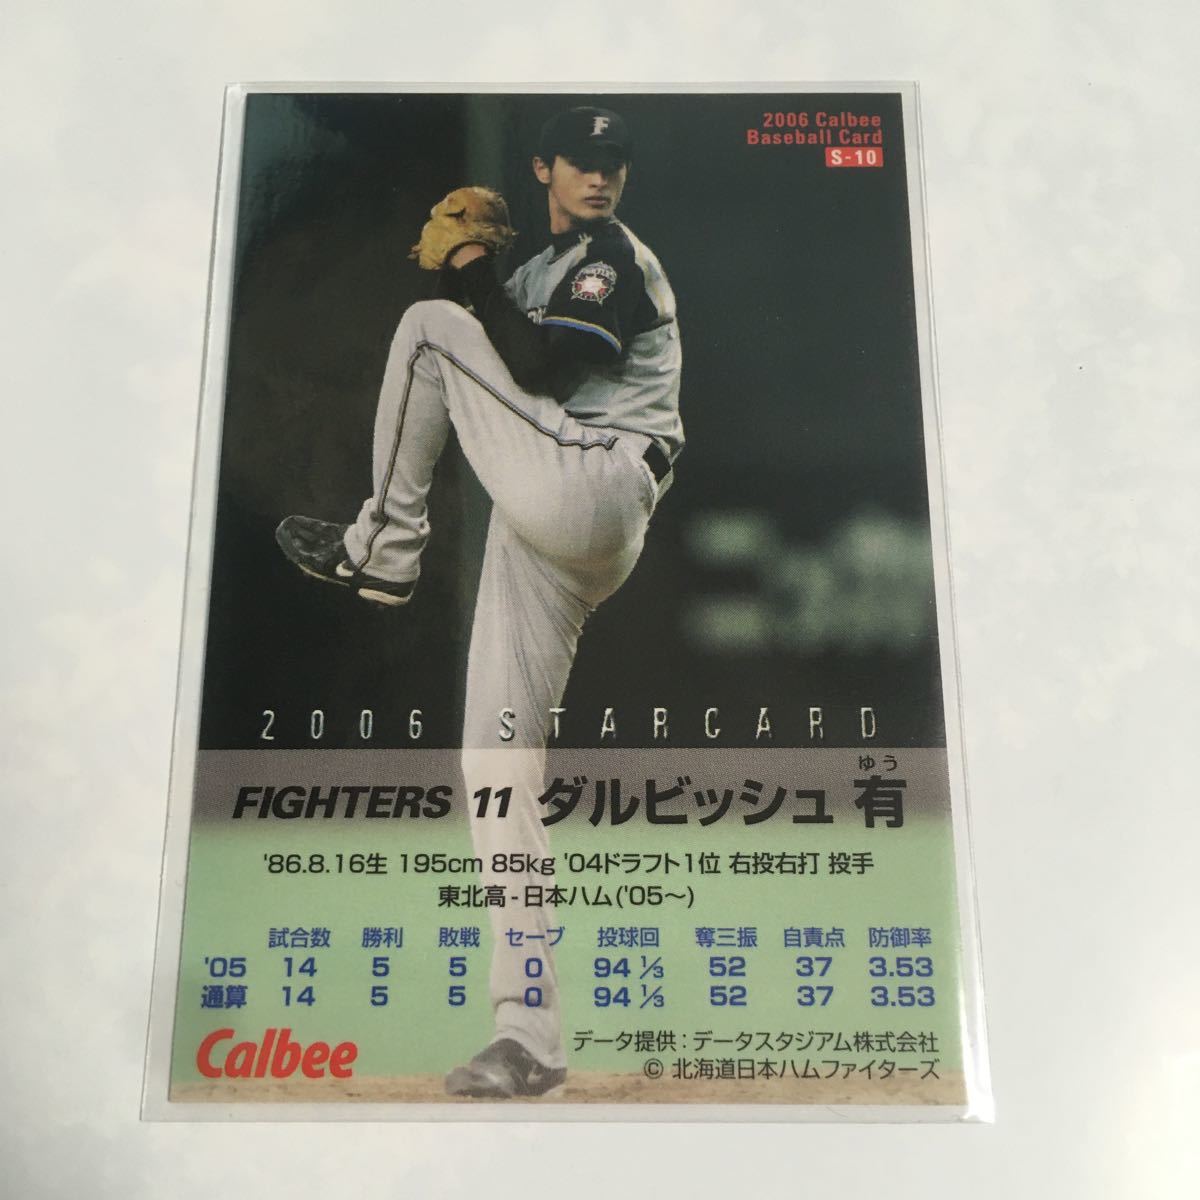 2006 Calbee
Baseball Card
S-10
F
2006 STARCARD
ゆう
FIGHTERS 11 ダルビッシュ 有
'86.8.16生 195cm 85kg '04ドラフト1位 右投右打 投手
東北高-日本ハム('05〜)
試合数 勝利 敗戦 セーブ 投球回 奪三振 自責点 防御率
'05 14 5 5 0 94 1/3 52 37 3.53
通算 14 5 5 0 94 1/3 52 37 3.53
Calbee
データ提供：データスタジアム株式会社
© 北海道日本ハムファイターズ